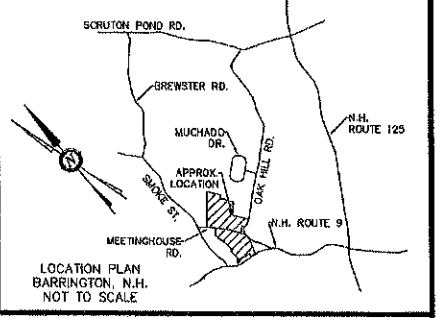 SCRUTON POND RD.
BREWSTER RD.
N.H.
ROUTE 125
MUCHADO
DR.
OAK HILL RD.
N
APPROX.
LOCATION
SMOKE ST.
N.H. ROUTE 9
MEETINGHOUSE
RD.
LOCATION PLAN
BARRINGTON, N.H.
NOT TO SCALE